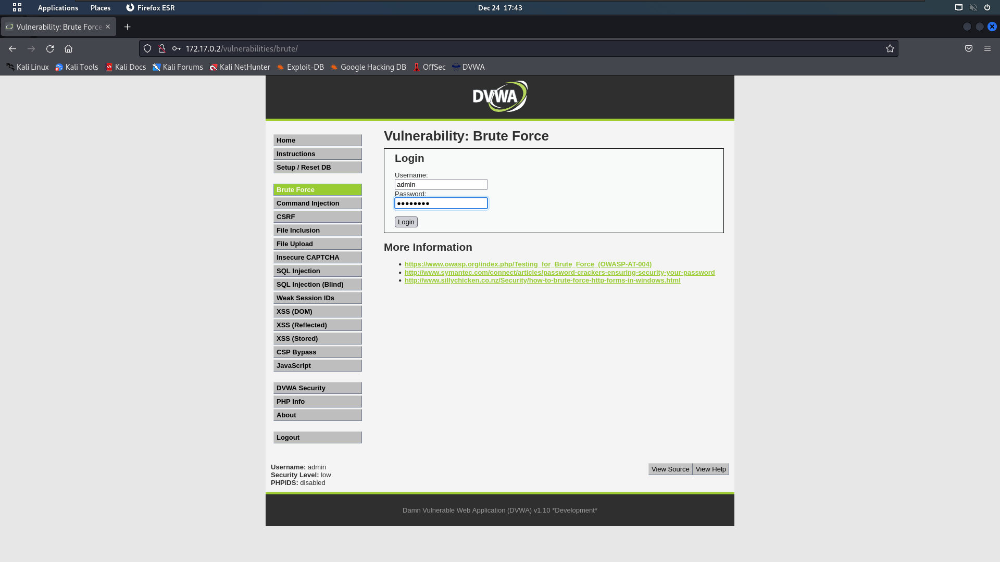 Applications Places Firefox ESR Dec 24 17:43
Vulnerability: Brute Force
172.17.0.2/vulnerabilities/brute/
Kali Linux Kali Tools Kali Docs Kali Forums Kali NetHunter Exploit-DB Google Hacking DB OffSec DVWA
DVWA
Home
Instructions
Setup / Reset DB
Brute Force
Command Injection
CSRF
File Inclusion
File Upload
Insecure CAPTCHA
SQL Injection
SQL Injection (Blind)
Weak Session IDs
XSS (DOM)
XSS (Reflected)
XSS (Stored)
CSP Bypass
JavaScript
DVWA Security
PHP Info
About
Logout
Vulnerability: Brute Force
Login
Username:
admin
Password:
●●●●●●●●
Login
More Information
https://www.owasp.org/index.php/Testing_for_Brute_Force_(OWASP-AT-004)
http://www.symantec.com/connect/articles/password-crackers-ensuring-security-your-password
http://www.sillychicken.co.nz/Security/how-to-brute-force-http-forms-in-windows.html
Username: admin
Security Level: low
PHPIDS: disabled
View Source View Help
Damn Vulnerable Web Application (DVWA) v1.10 *Development*